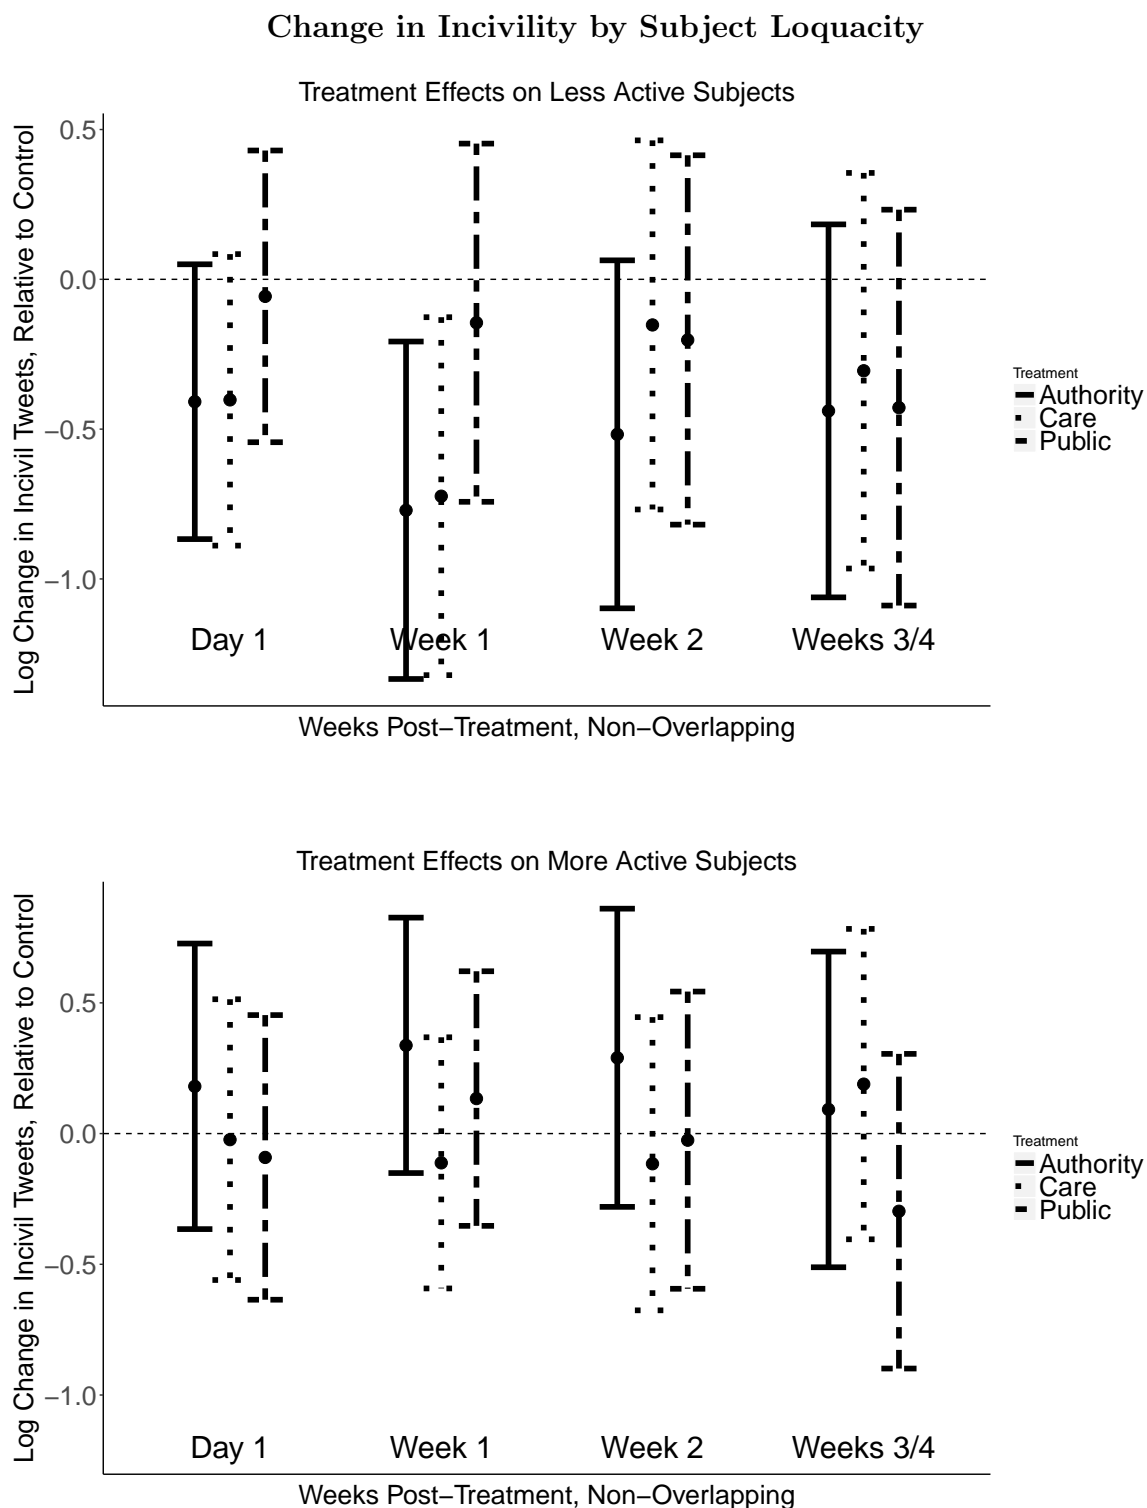 Change in Incivility by Subject Loquacity
Treatment Effects on Less Active Subjects
Log Change in Incivil Tweets, Relative to Control
0.5
0.0
−0.5
−1.0
Day 1
Week 1
Week 2
Weeks 3/4
Weeks Post−Treatment, Non−Overlapping
Treatment
Authority
Care
Public
Treatment Effects on More Active Subjects
Log Change in Incivil Tweets, Relative to Control
0.5
0.0
−0.5
−1.0
Day 1
Week 1
Week 2
Weeks 3/4
Weeks Post−Treatment, Non−Overlapping
Treatment
Authority
Care
Public